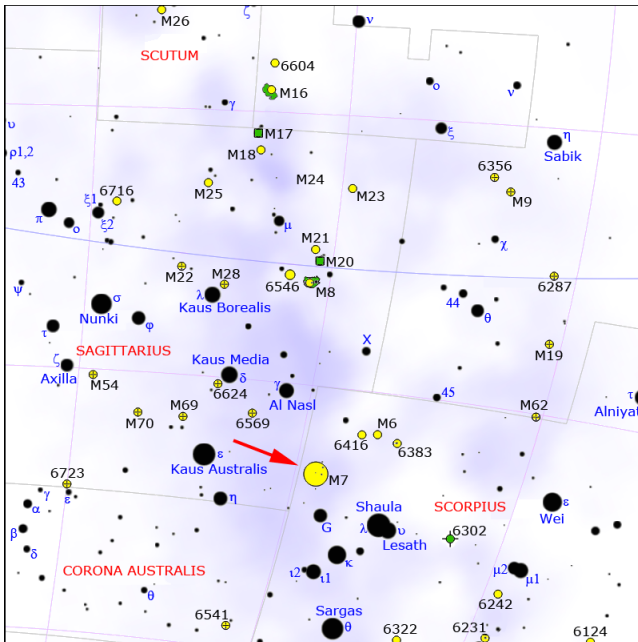 M26
ζ
ν
SCUTUM
6604
M16
ο
ν
γ
M17
ξ
η
Sabik
υ
ρ1,2
M18
43
M25
M24
M23
6356
M9
6716
ξ1
ξ2
π
ο
μ
M21
χ
M20
M22
M28
6546
M8
6287
ψ
λ
Kaus Borealis
44
θ
σ
Nunki
φ
τ
SAGITTARIUS
X
M19
ζ
Axilla
M54
Kaus Media
δ
6624
γ
Al Nasl
45
τ
Alniyat
M70
M69
6569
M62
6416
M6
6383
ε
Kaus Australis
M7
6723
γ
ε
α
η
G
Shaula
λ
υ
Lesath
SCORPIUS
ε
Wei
6302
β
δ
κ
CORONA AUSTRALIS
ι2
ι1
μ2
μ1
θ
6242
6541
Sargas
θ
6322
6231
6124